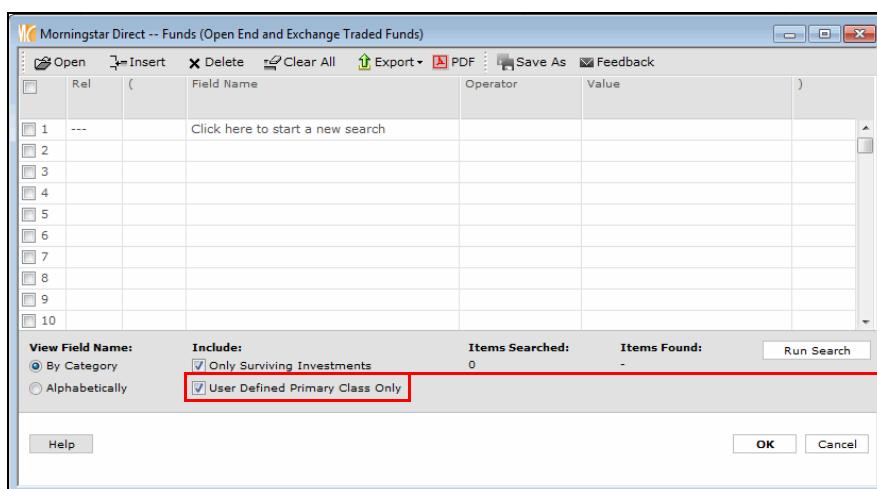 Morningstar Direct -- Funds (Open End and Exchange Traded Funds)
Open Insert Delete Clear All Export PDF Save As Feedback
Rel ( Field Name Operator Value )
1 --- Click here to start a new search
2
3
4
5
6
7
8
9
10
View Field Name: Include: Items Searched: Items Found: Run Search
By Category Only Surviving Investments 0 -
Alphabetically User Defined Primary Class Only
Help OK Cancel